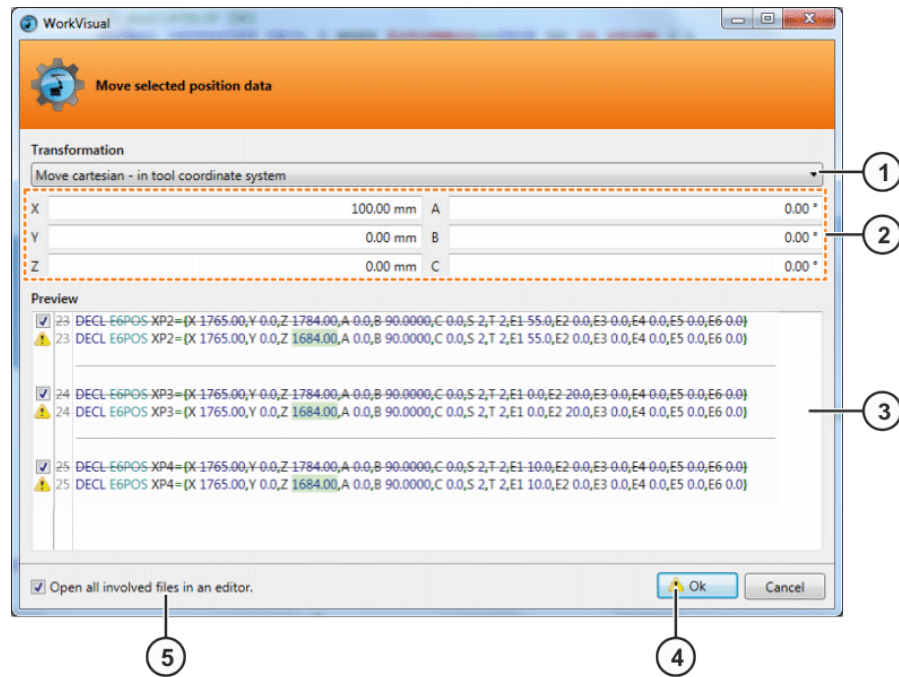 WorkVisual
Move selected position data
Transformation
Move cartesian - in tool coordinate system
1
X 100.00 mm A 0.00 °
Y 0.00 mm B 0.00 °
2
Z 0.00 mm C 0.00 °
Preview
23 DECL E6POS XP2={X 1765.00,Y 0.0,Z 1784.00,A 0.0,B 90.0000,C 0.0,S 2,T 2,E1 55.0,E2 0.0,E3 0.0,E4 0.0,E5 0.0,E6 0.0}
23 DECL E6POS XP2={X 1765.00,Y 0.0,Z 1684.00,A 0.0,B 90.0000,C 0.0,S 2,T 2,E1 55.0,E2 0.0,E3 0.0,E4 0.0,E5 0.0,E6 0.0}
24 DECL E6POS XP3={X 1765.00,Y 0.0,Z 1784.00,A 0.0,B 90.0000,C 0.0,S 2,T 2,E1 0.0,E2 20.0,E3 0.0,E4 0.0,E5 0.0,E6 0.0}
24 DECL E6POS XP3={X 1765.00,Y 0.0,Z 1684.00,A 0.0,B 90.0000,C 0.0,S 2,T 2,E1 0.0,E2 20.0,E3 0.0,E4 0.0,E5 0.0,E6 0.0}
3
25 DECL E6POS XP4={X 1765.00,Y 0.0,Z 1784.00,A 0.0,B 90.0000,C 0.0,S 2,T 2,E1 10.0,E2 0.0,E3 0.0,E4 0.0,E5 0.0,E6 0.0}
25 DECL E6POS XP4={X 1765.00,Y 0.0,Z 1684.00,A 0.0,B 90.0000,C 0.0,S 2,T 2,E1 10.0,E2 0.0,E3 0.0,E4 0.0,E5 0.0,E6 0.0}
Open all involved files in an editor. Ok Cancel
5 4